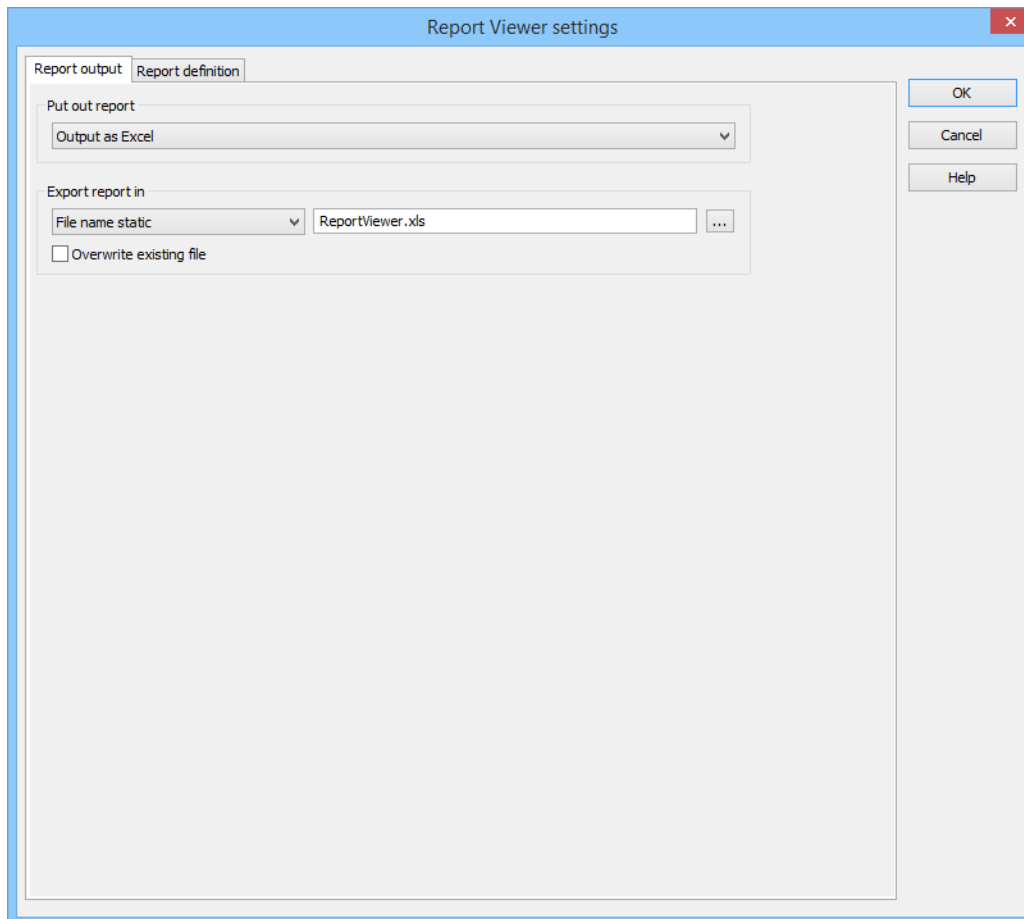 Report Viewer settings
Report output Report definition
OK
Put out report
Output as Excel
Cancel
Help
Export report in
File name static ReportViewer.xls ...
Overwrite existing file